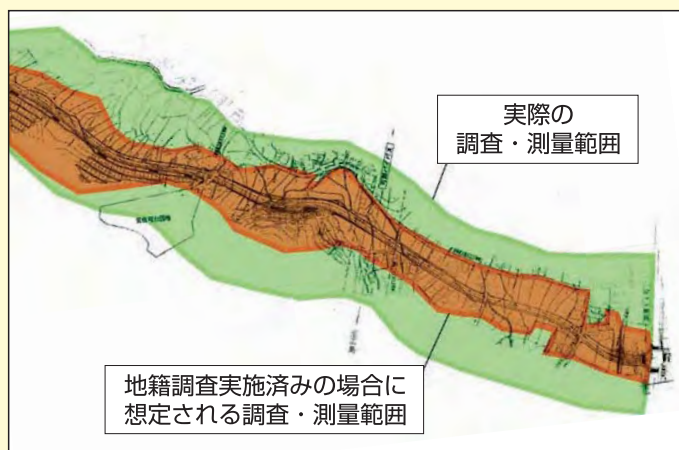 実際の
調査・測量範囲
地籍調査実施済みの場合に
想定される調査・測量範囲